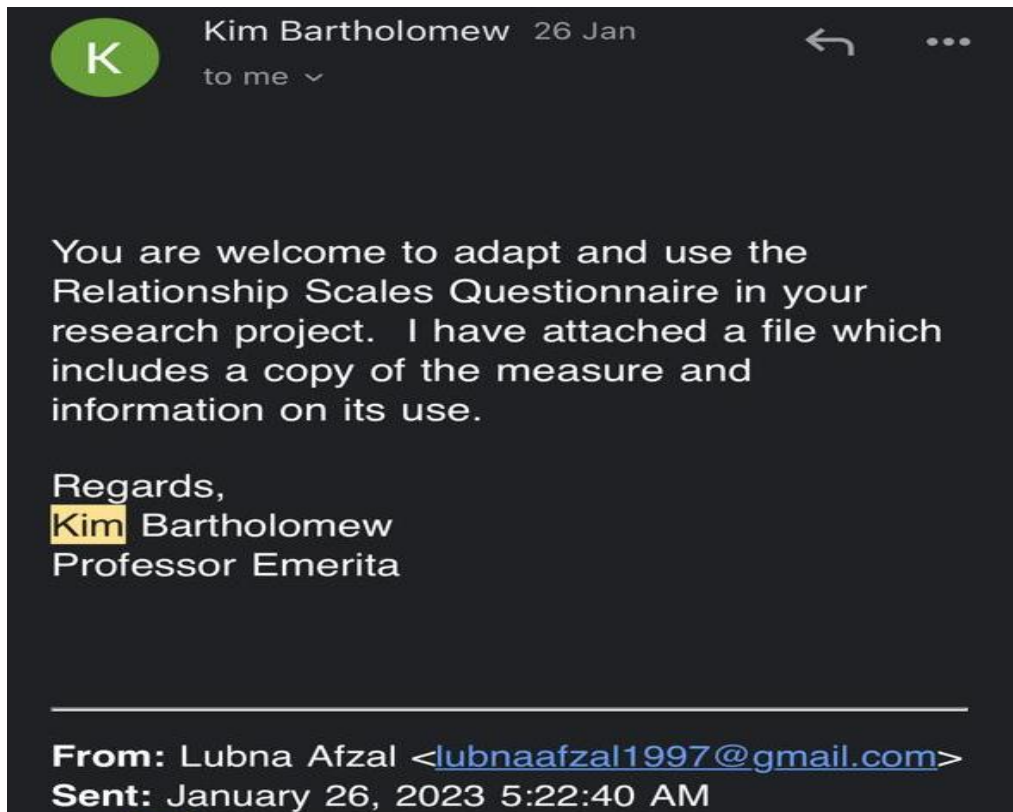 K
Kim Bartholomew 26 Jan
to me
You are welcome to adapt and use the
Relationship Scales Questionnaire in your
research project.  I have attached a file which
includes a copy of the measure and
information on its use.
Regards,
Kim Bartholomew
Professor Emerita
From: Lubna Afzal <lubnaafzal1997@gmail.com>
Sent: January 26, 2023 5:22:40 AM